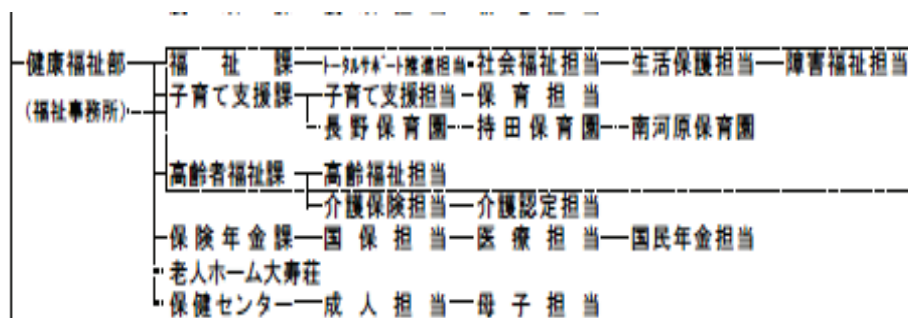 健康福祉部 福祉課 トータルサポート推進担当 社会福祉担当 生活保護担当 障害福祉担当
(福祉事務所) 子育て支援課 子育て支援担当 保育担当
長野保育園 持田保育園 南河原保育園
高齢者福祉課 高齢福祉担当
介護保険担当 介護認定担当
保険年金課 国保担当 医療担当 国民年金担当
老人ホーム大寿荘
保健センター 成人担当 母子担当